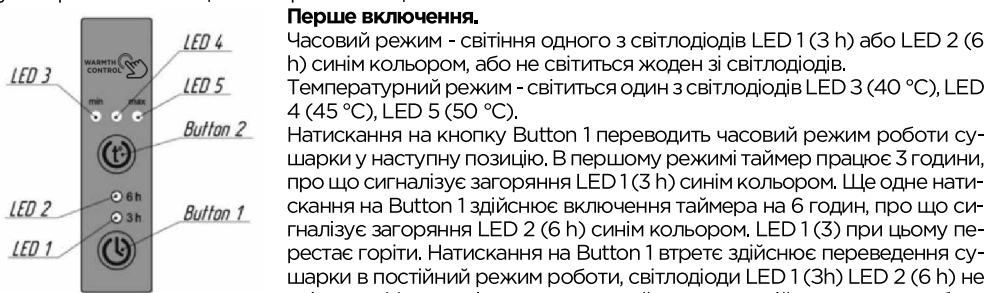 Перше включення.
Часовий режим - світіння одного з світлодіодів LED 1 (3 h) або LED 2 (6
h) синім кольором, або не світиться жоден зі світлодіодів.
Температурний режим - світиться один з світлодіодів LED 3 (40 °C), LED
4 (45 °C), LED 5 (50 °C).
Натискання на кнопку Button 1 переводить часовий режим роботи су-
шарки у наступну позицію. В першому режимі таймер працює 3 години,
про що сигналізує загоряння LED 1 (3 h) синім кольором. Ще одне нати-
скання на Button 1 здійснює включення таймера на 6 годин, про що си-
гналізує загоряння LED 2 (6 h) синім кольором. LED 1 (3) при цьому пе-
рестає горіти. Натискання на Button 1 втретє здійснює переведення су-
шарки в постійний режим роботи, світлодіоди LED 1 (3h) LED 2 (6 h) не
LED 4
WARMTH
CONTROL
LED 3
LED 5
min max
Button 2
t°
6 h
LED 2
3 h
Button 1
LED 1